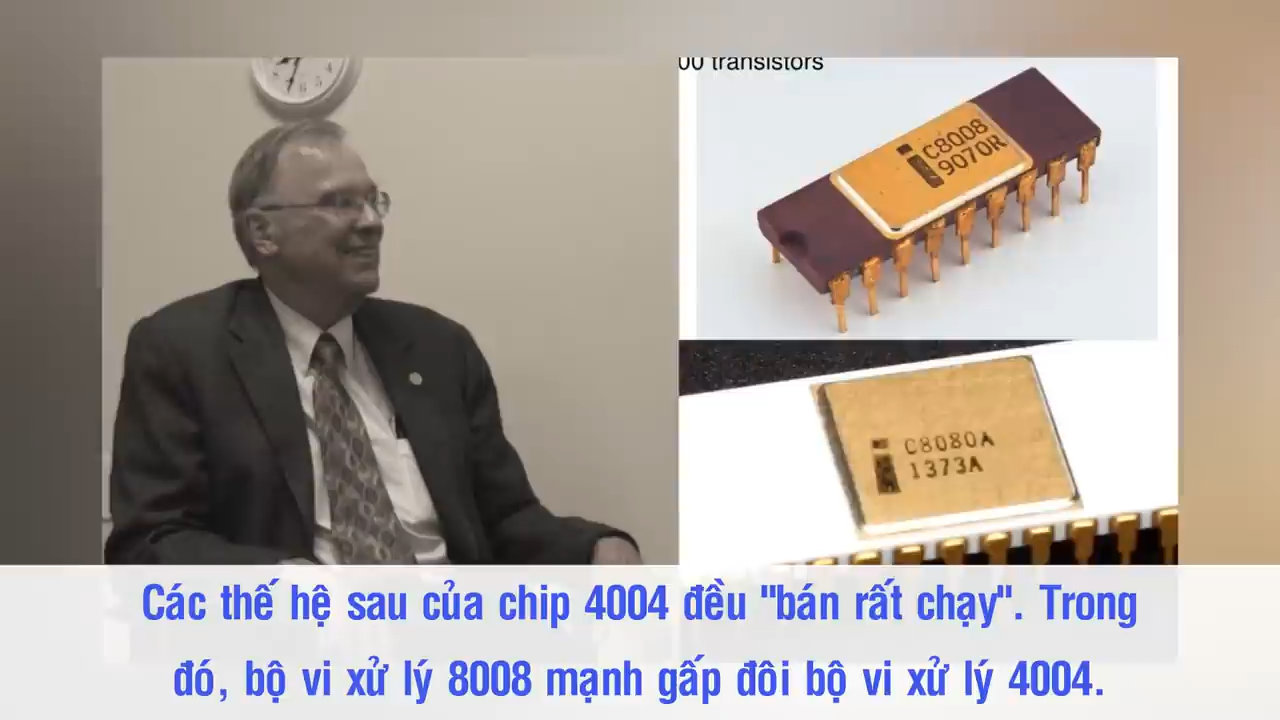 00 transistors
C8008
9070R
C8080A
1373A
Các thế hệ sau của chip 4004 đều "bán rất chạy". Trong
đó, bộ vi xử lý 8008 mạnh gấp đôi bộ vi xử lý 4004.